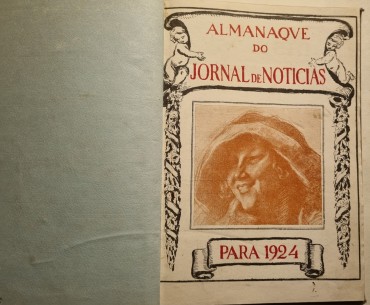 ALMANAQVE
DO
JORNAL DE NOTICIAS
PARA 1924